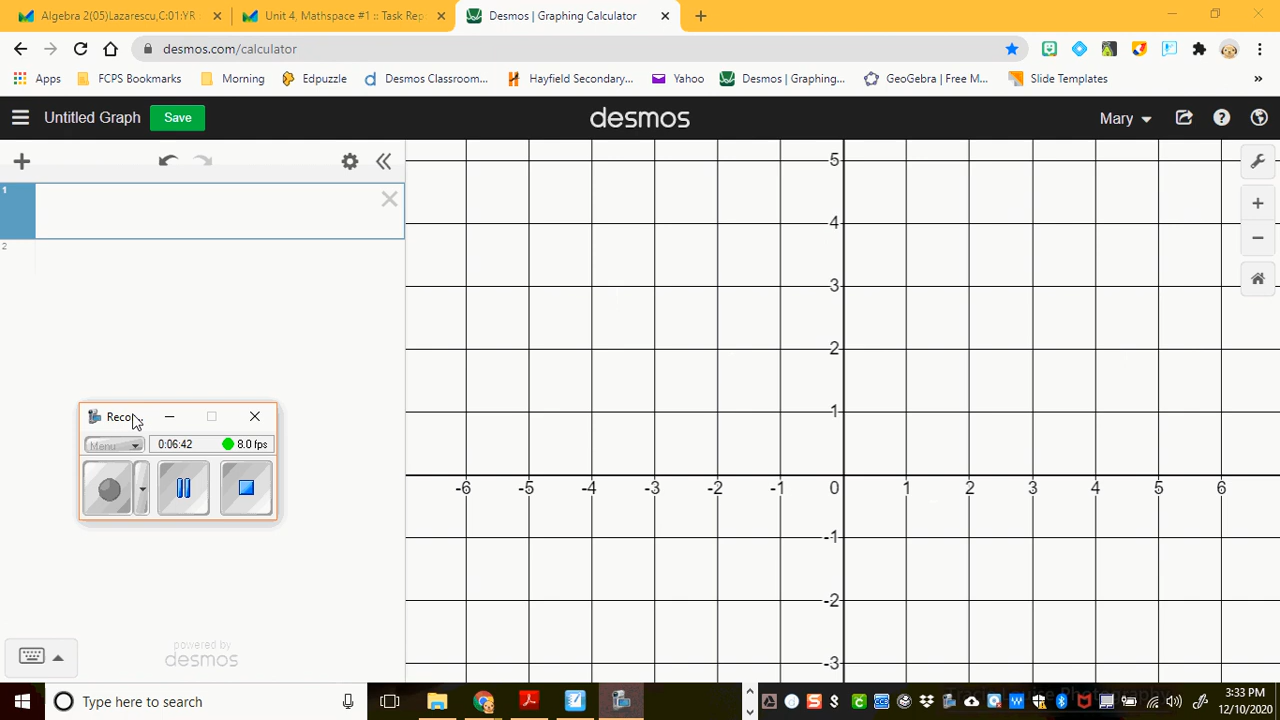 Algebra 2(05)Lazarescu,C:01:YR
Unit 4, Mathspace #1 :: Task Rep
Desmos | Graphing Calculator
desmos.com/calculator
Apps
FCPS Bookmarks
Morning
Edpuzzle
Desmos Classroom...
Hayfield Secondary...
Yahoo
Desmos | Graphing...
GeoGebra | Free M...
Slide Templates
Untitled Graph
Save
desmos
Mary
1
2
5
4
3
2
1
-6 -5 -4 -3 -2 -1 0 1 2 3 4 5 6
-1
-2
-3
Reco
Menu
0:06:42
8.0 fps
powered by
desmos
Type here to search
3:33 PM
12/10/2020